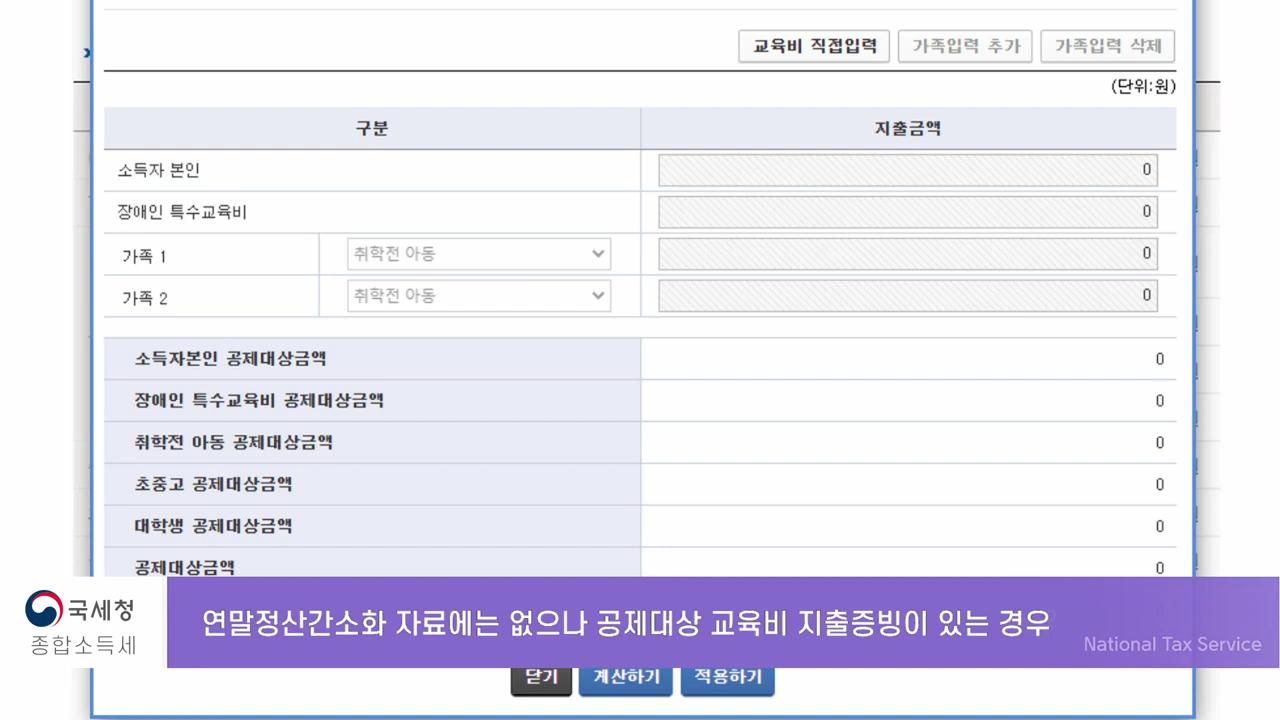 교육비 직접입력 가족입력 추가 가족입력 삭제
(단위:원)
구분 지출금액
소득자 본인 0
장애인 특수교육비 0
가족 1 취학전 아동 0
가족 2 취학전 아동 0
소득자본인 공제대상금액 0
장애인 특수교육비 공제대상금액 0
취학전 아동 공제대상금액 0
초중고 공제대상금액 0
대학생 공제대상금액 0
공제대상금액 0
국세청
종합소득세
연말정산간소화 자료에는 없으나 공제대상 교육비 지출증빙이 있는 경우
National Tax Service
닫기 계산하기 적용하기